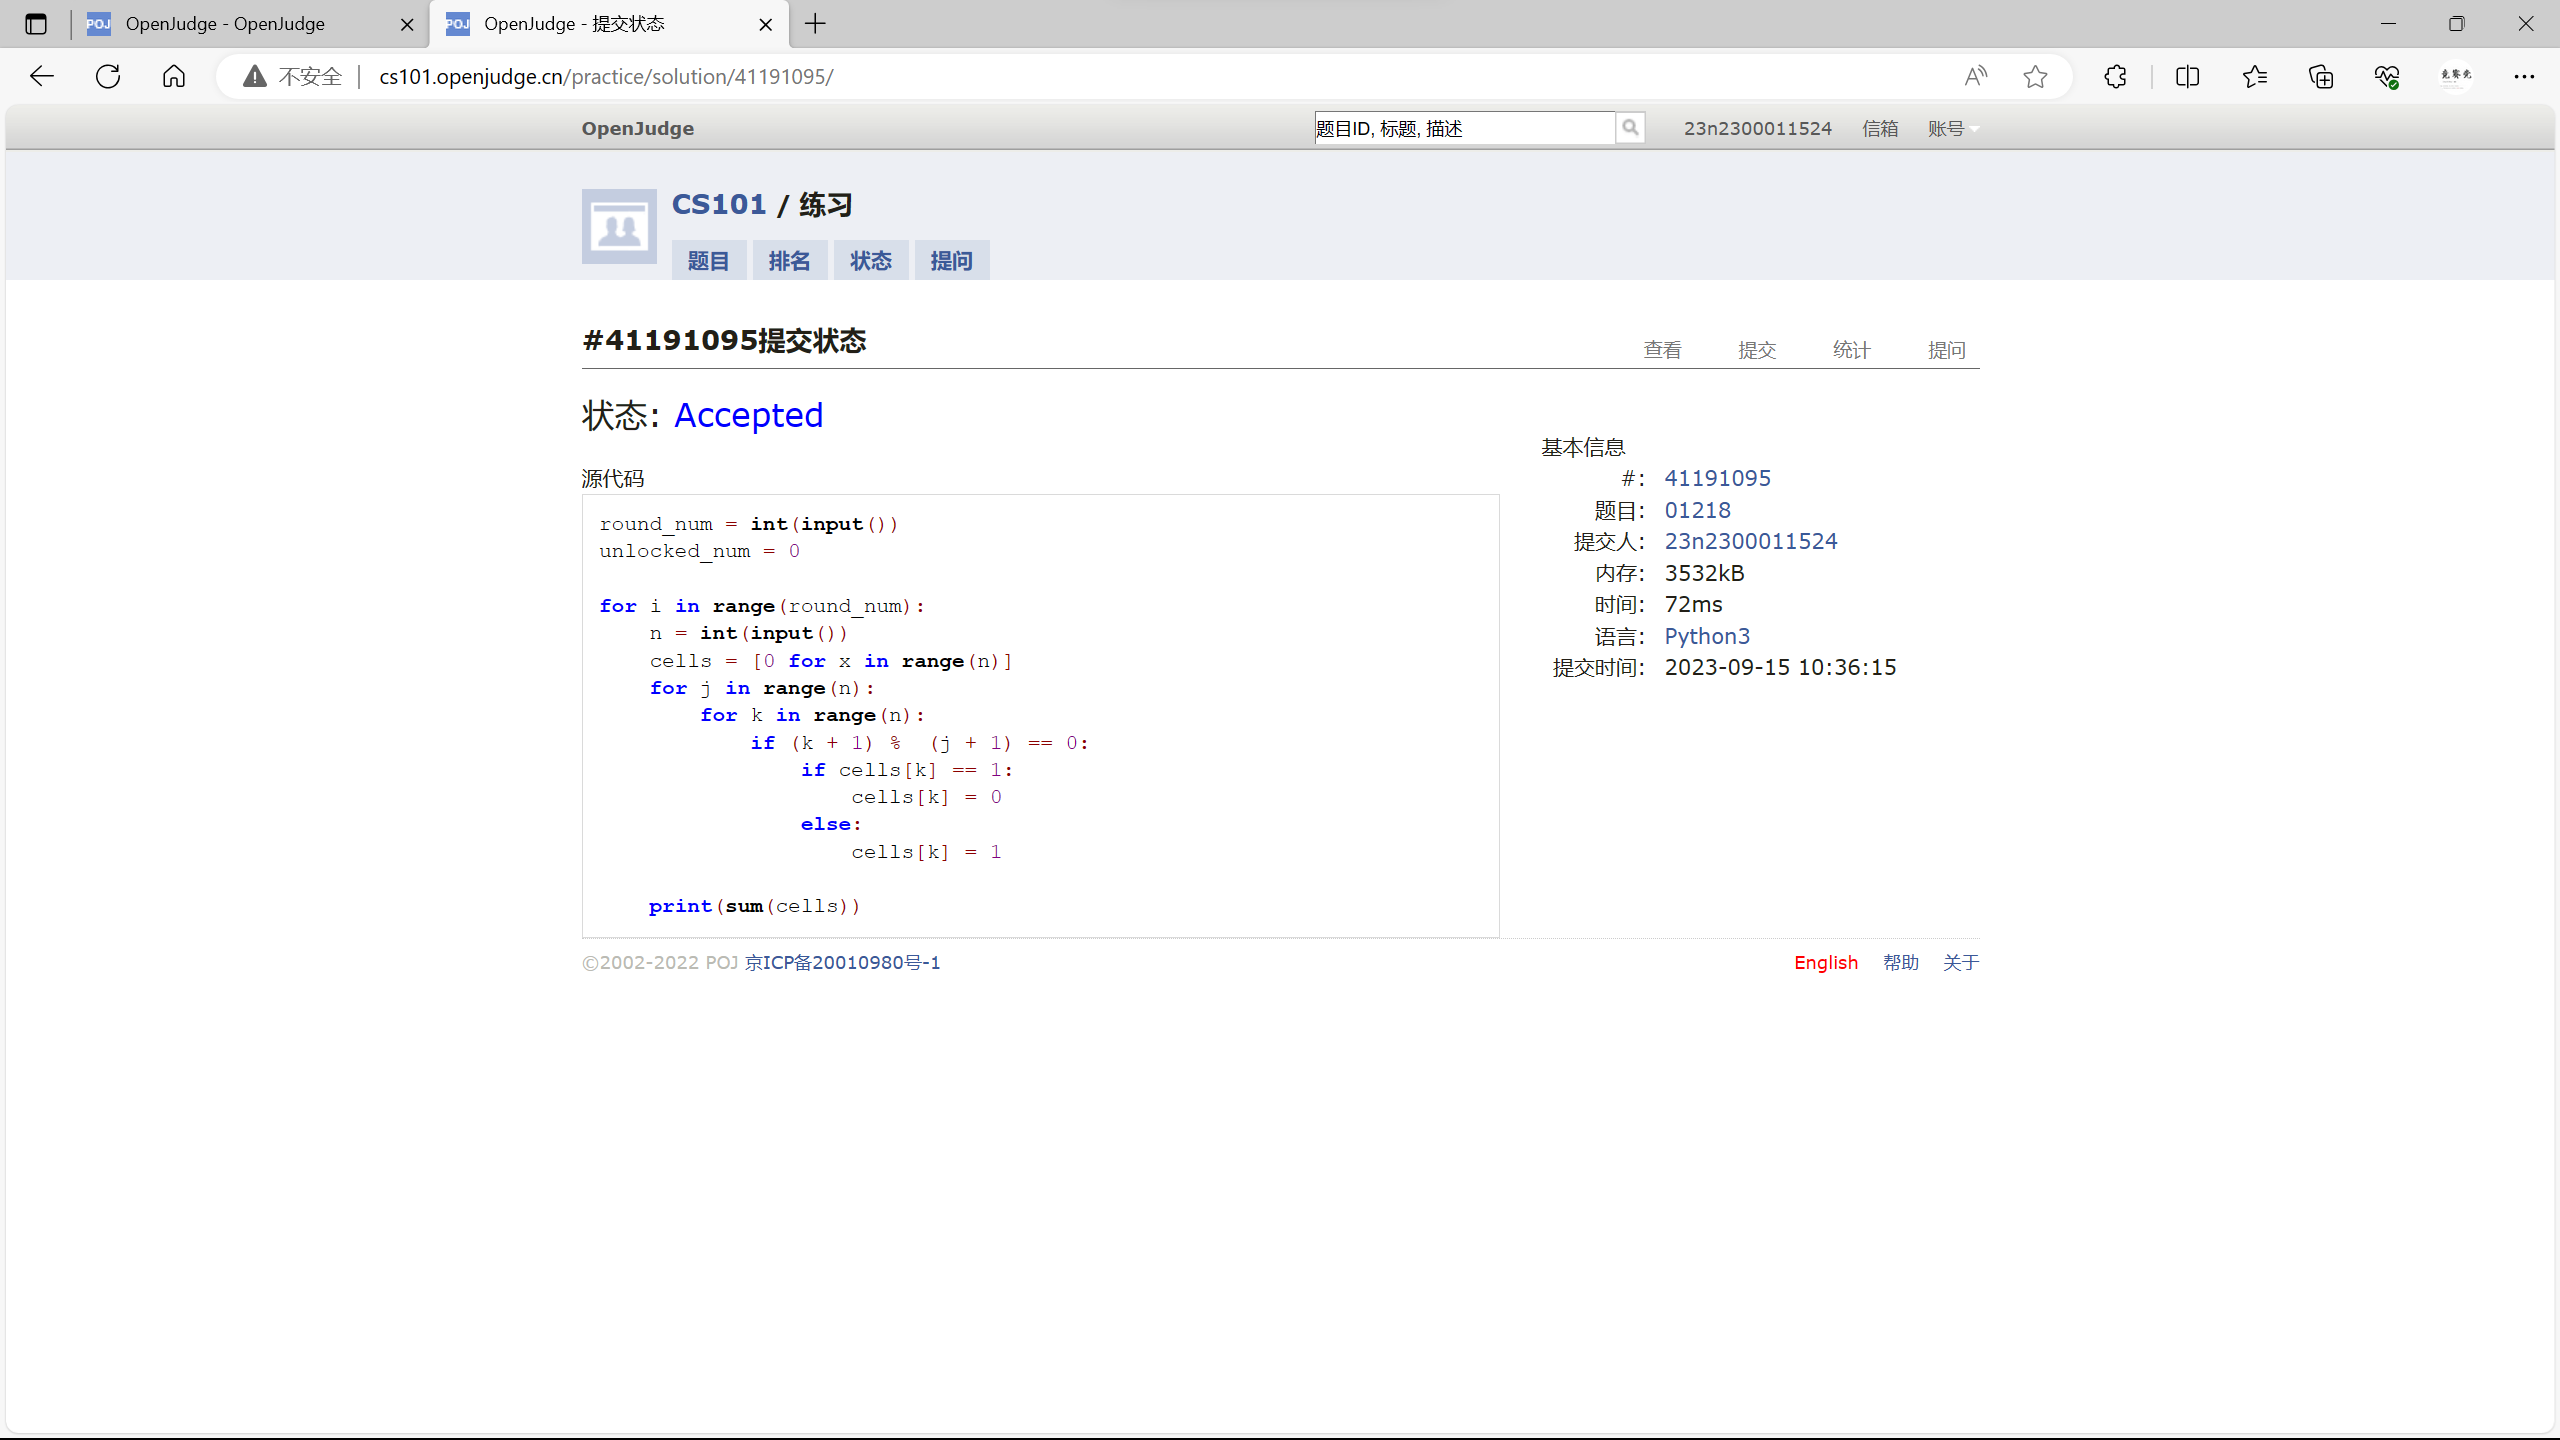 POJ OpenJudge - OpenJudge
POJ OpenJudge - 提交状态
不安全 cs101.openjudge.cn/practice/solution/41191095/
OpenJudge 题目ID, 标题, 描述 23n2300011524 信箱 账号
CS101 / 练习
题目 排名 状态 提问
#41191095提交状态 查看 提交 统计 提问
状态: Accepted
源代码
round_num = int(input())
unlocked_num = 0
for i in range(round_num):
    n = int(input())
    cells = [0 for x in range(n)]
    for j in range(n):
        for k in range(n):
            if (k + 1) %  (j + 1) == 0:
                if cells[k] == 1:
                    cells[k] = 0
                else:
                    cells[k] = 1
    print(sum(cells))
基本信息
#: 41191095
题目: 01218
提交人: 23n2300011524
内存: 3532kB
时间: 72ms
语言: Python3
提交时间: 2023-09-15 10:36:15
©2002-2022 POJ 京ICP备20010980号-1 English 帮助 关于